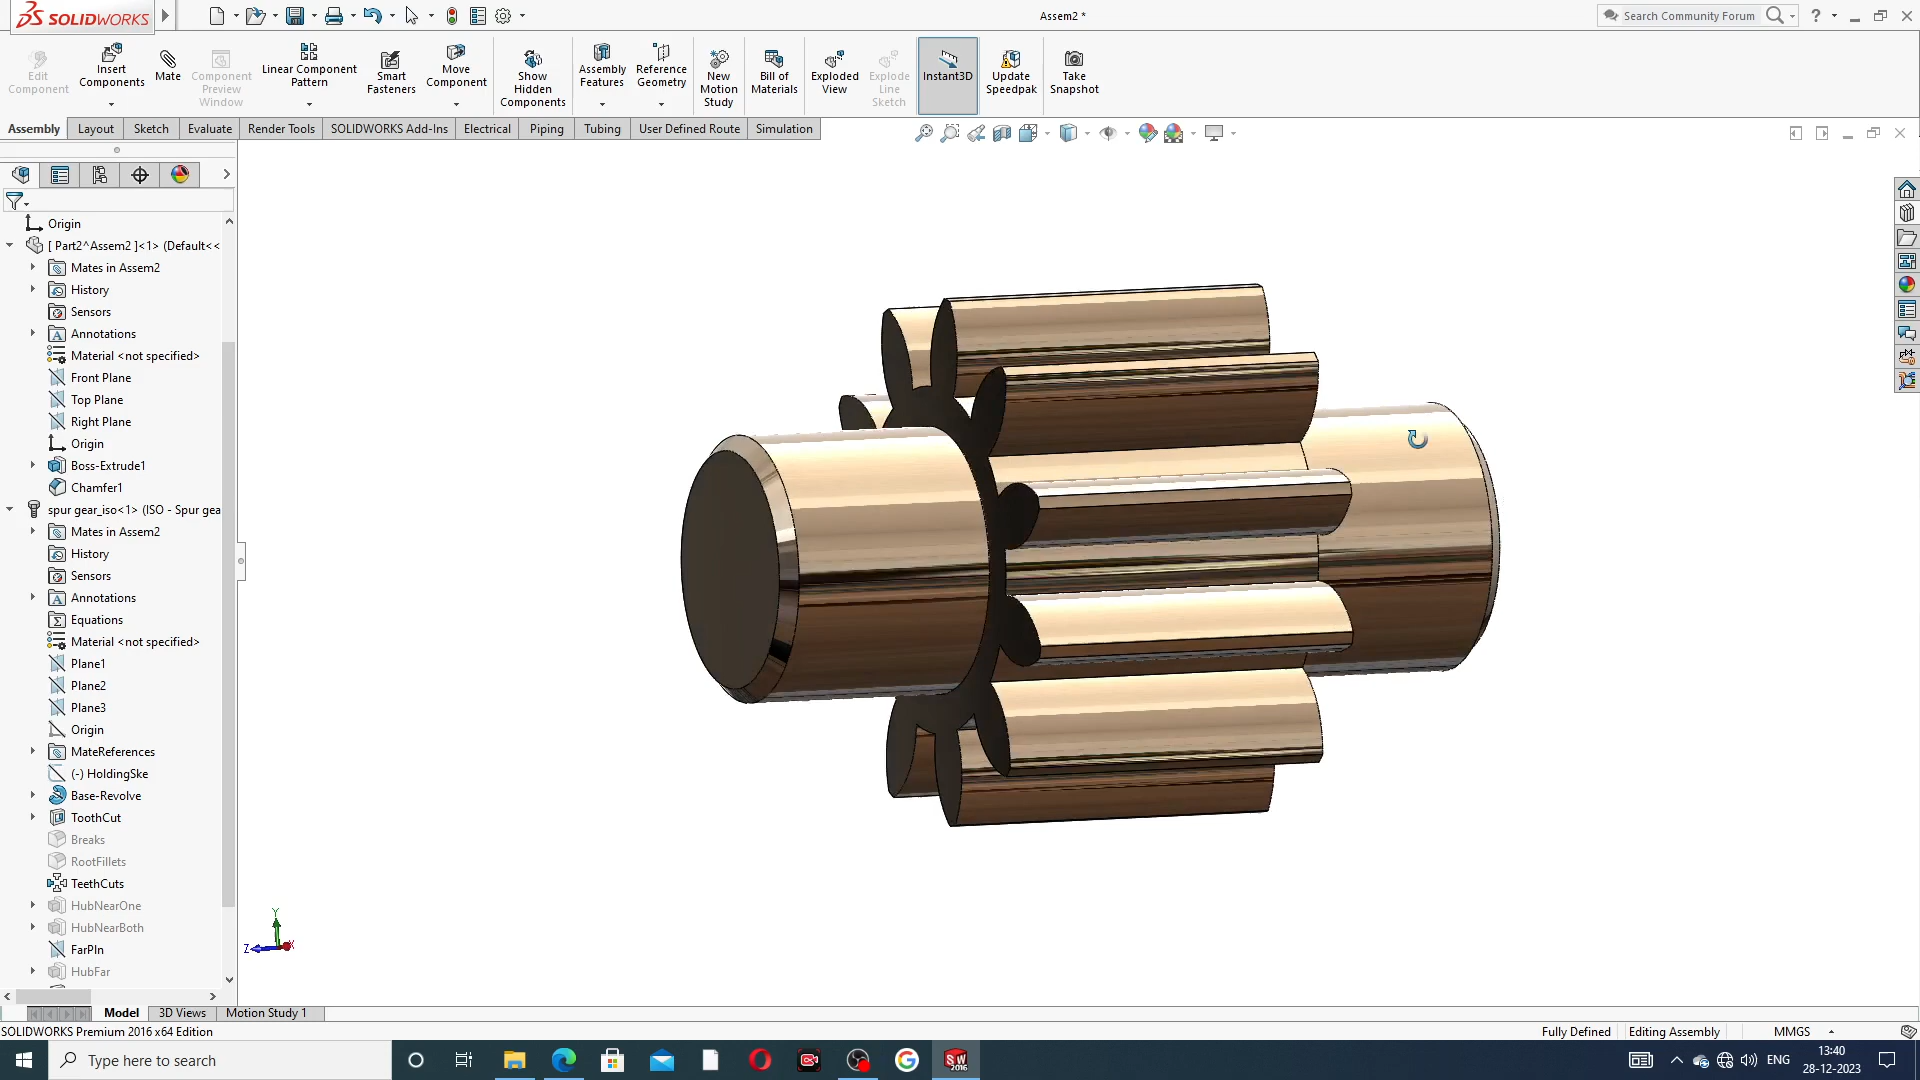 SOLIDWORKS
Assem2 *
Search Community Forum
Edit Component
Insert Components
Mate
Component Preview Window
Linear Component Pattern
Smart Fasteners
Move Component
Show Hidden Components
Assembly Features
Reference Geometry
New Motion Study
Bill of Materials
Exploded View
Explode Line Sketch
Instant3D
Update Speedpak
Take Snapshot
Assembly
Layout
Sketch
Evaluate
Render Tools
SOLIDWORKS Add-Ins
Electrical
Piping
Tubing
User Defined Route
Simulation
Origin
[ Part2^Assem2 ]<1> (Default<<
Mates in Assem2
History
Sensors
Annotations
Material <not specified>
Front Plane
Top Plane
Right Plane
Origin
Boss-Extrude1
Chamfer1
spur gear_iso<1> (ISO - Spur gea
Mates in Assem2
History
Sensors
Annotations
Equations
Material <not specified>
Plane1
Plane2
Plane3
Origin
MateReferences
(-) HoldingSke
Base-Revolve
ToothCut
Breaks
RootFillets
TeethCuts
HubNearOne
HubNearBoth
FarPln
HubFar
Y
Z
X
Model
3D Views
Motion Study 1
SOLIDWORKS Premium 2016 x64 Edition
Fully Defined
Editing Assembly
MMGS
Type here to search
SW
2016
ENG
13:40
28-12-2023